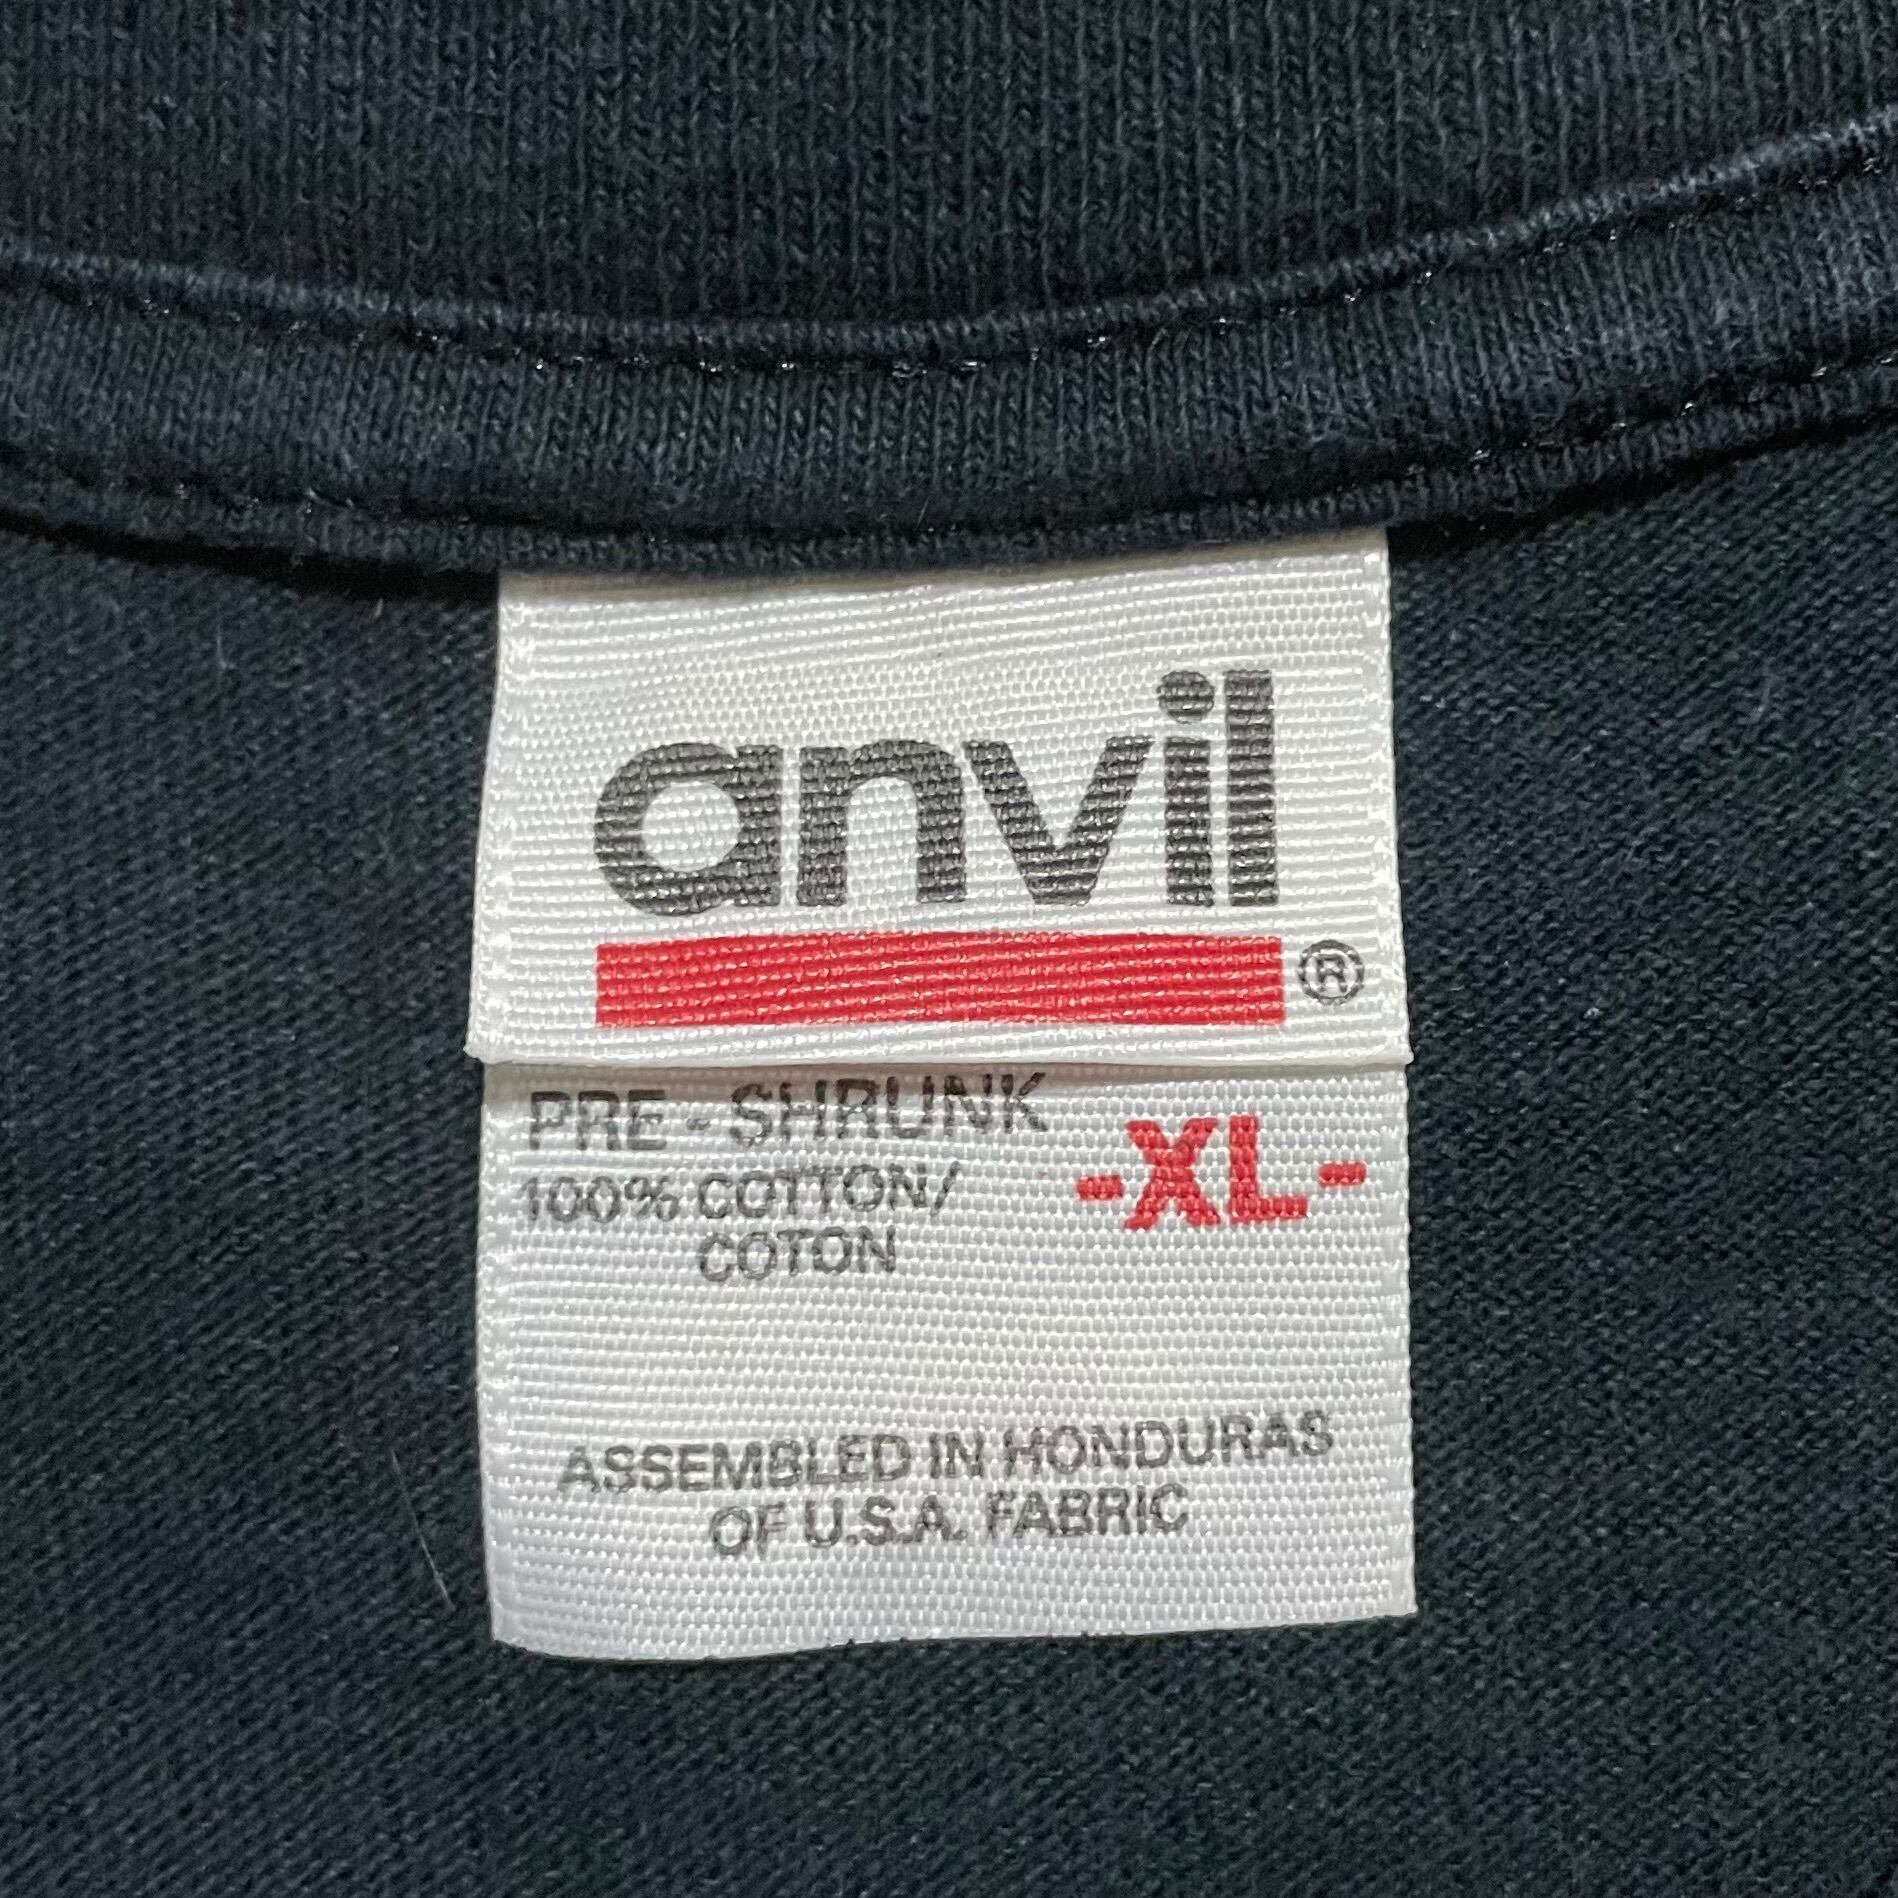 anvil
®
PRE - SHRUNK
100% COTTON/
COTON
-XL-
ASSEMBLED IN HONDURAS
OF U.S.A. FABRIC